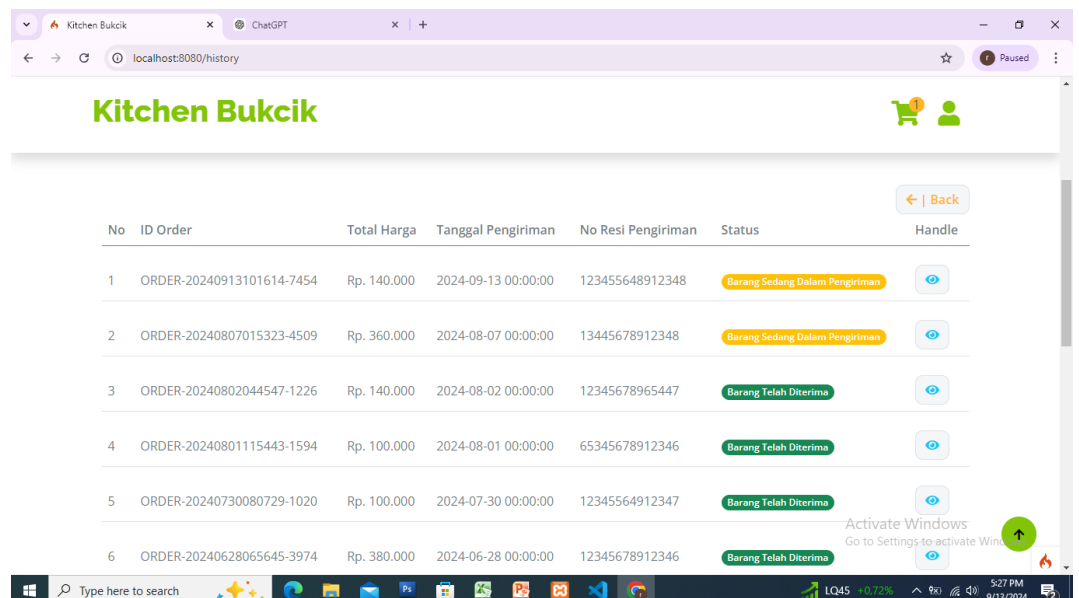 Kitchen Bukcik
ChatGPT
localhost:8080/history
r
Paused
Kitchen Bukcik
1
| Back
No ID Order Total Harga Tanggal Pengiriman No Resi Pengiriman Status Handle
1 ORDER-20240913101614-7454 Rp. 140.000 2024-09-13 00:00:00 123455648912348 Barang Sedang Dalam Pengiriman
2 ORDER-20240807015323-4509 Rp. 360.000 2024-08-07 00:00:00 13445678912348 Barang Sedang Dalam Pengiriman
3 ORDER-20240802044547-1226 Rp. 140.000 2024-08-02 00:00:00 12345678965447 Barang Telah Diterima
4 ORDER-20240801115443-1594 Rp. 100.000 2024-08-01 00:00:00 65345678912346 Barang Telah Diterima
5 ORDER-20240730080729-1020 Rp. 100.000 2024-07-30 00:00:00 12345564912347 Barang Telah Diterima
6 ORDER-20240628065645-3974 Rp. 380.000 2024-06-28 00:00:00 12345678912346 Barang Telah Diterima
Activate Windows
Go to Settings to activate Win
Type here to search
Ps
LQ45 +0,72%
5:27 PM
9/13/2024